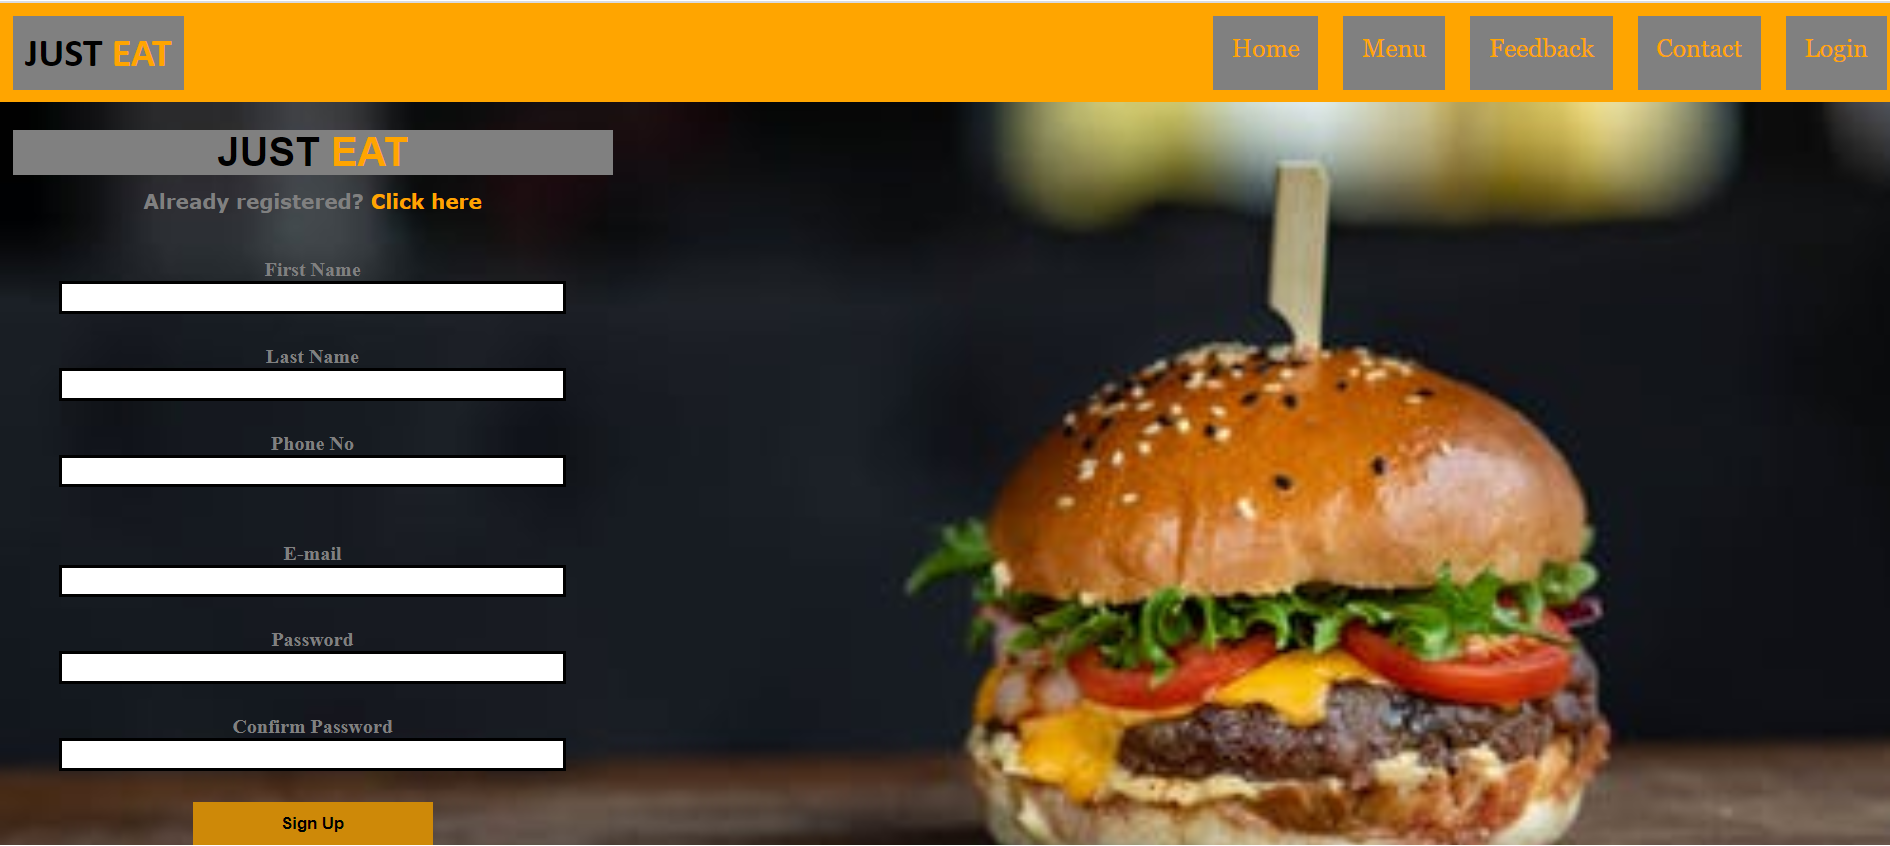 JUST EAT
Home Menu Feedback Contact Login
JUST EAT
Already registered? Click here
First Name
Last Name
Phone No
E-mail
Password
Confirm Password
Sign Up